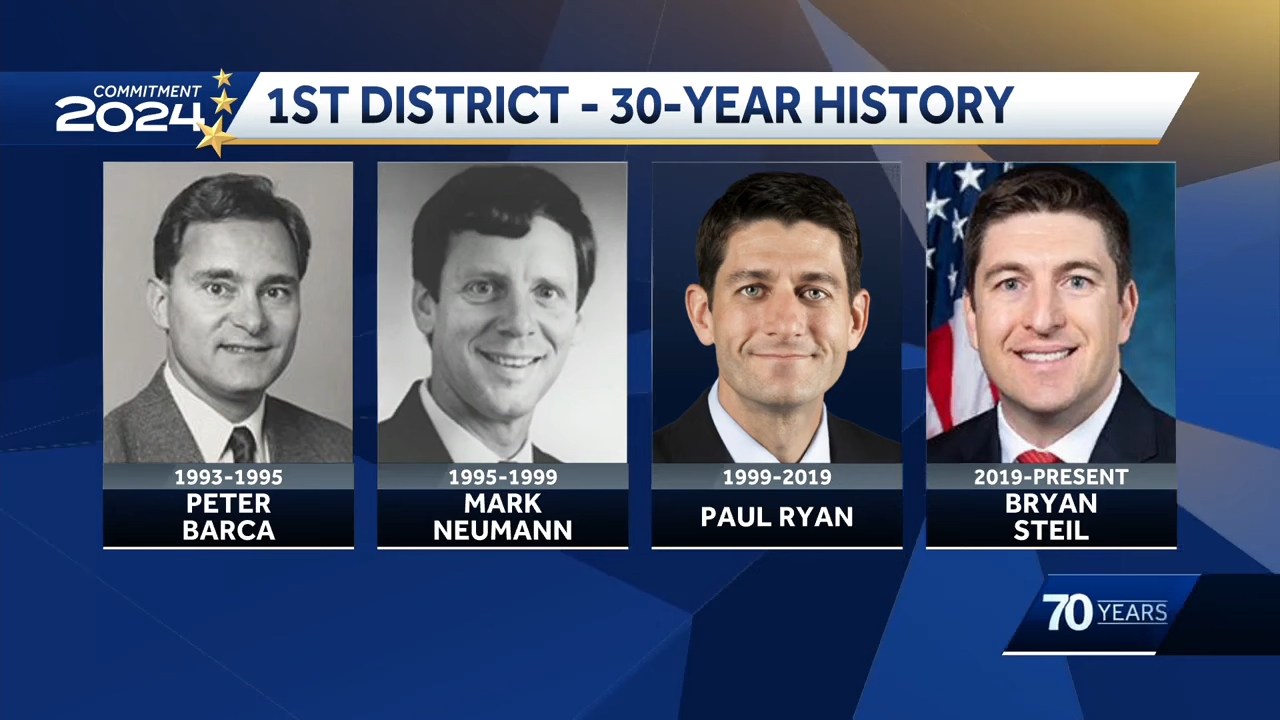 COMMITMENT
2024
1ST DISTRICT - 30-YEAR HISTORY
1993-1995
PETER
BARCA
1995-1999
MARK
NEUMANN
1999-2019
PAUL RYAN
2019-PRESENT
BRYAN
STEIL
70 YEARS